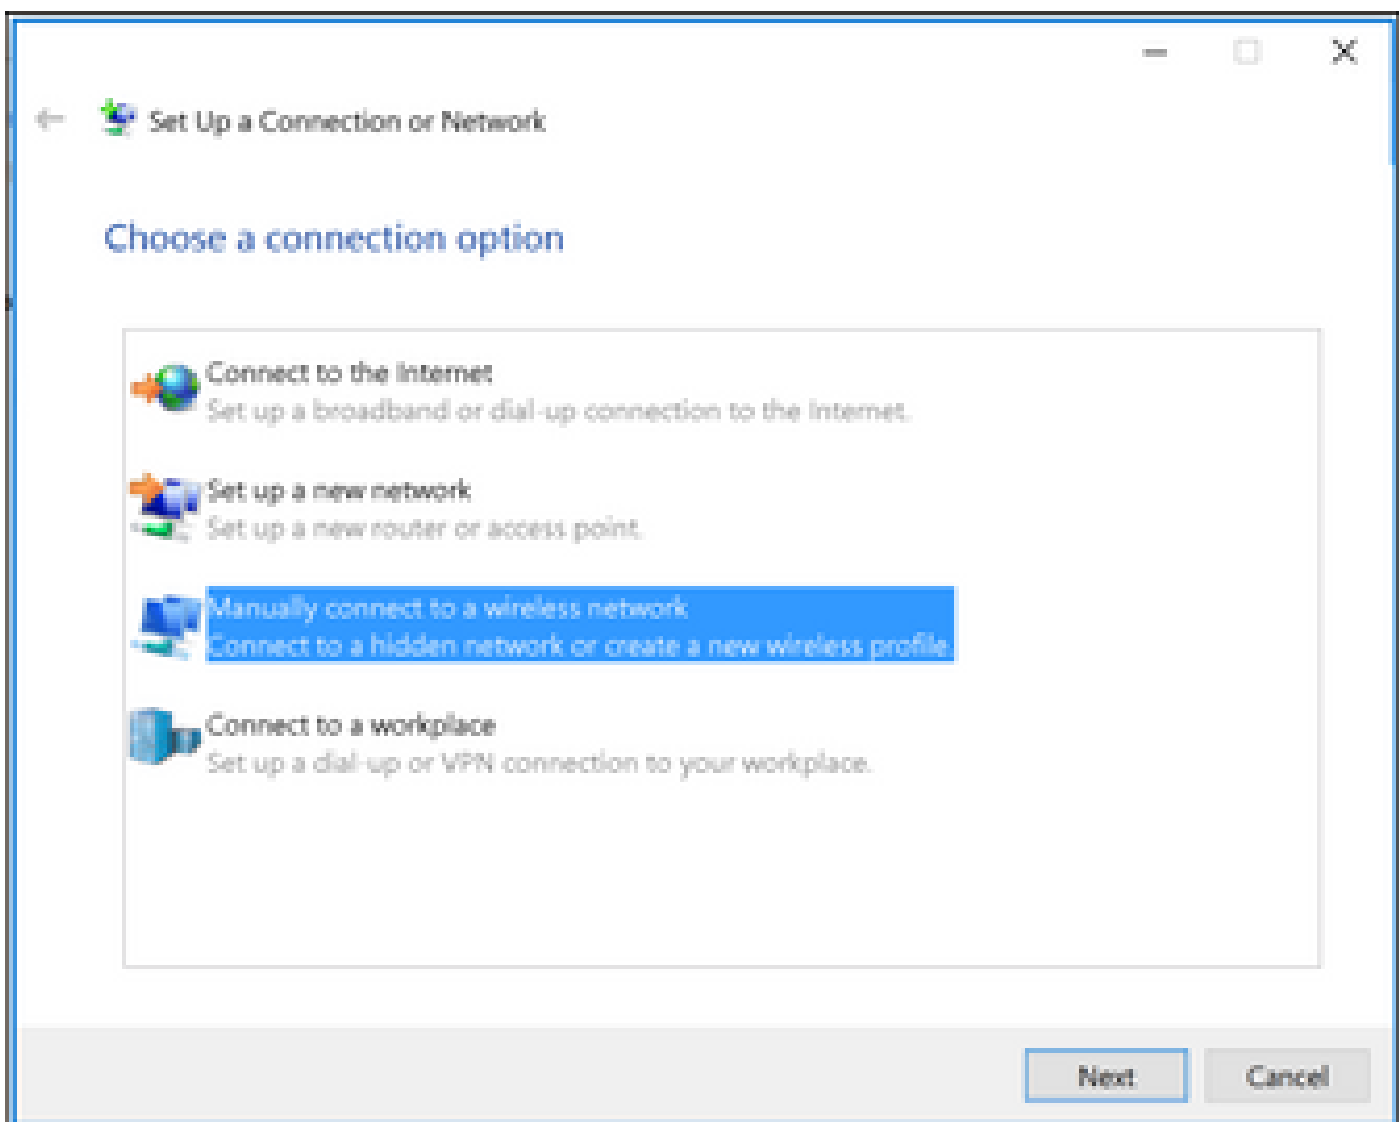 Set Up a Connection or Network
Choose a connection option
Connect to the Internet
Set up a broadband or dial-up connection to the Internet.
Set up a new network
Set up a new router or access point.
Manually connect to a wireless network
Connect to a hidden network or create a new wireless profile.
Connect to a workplace
Set up a dial-up or VPN connection to your workplace.
Next
Cancel